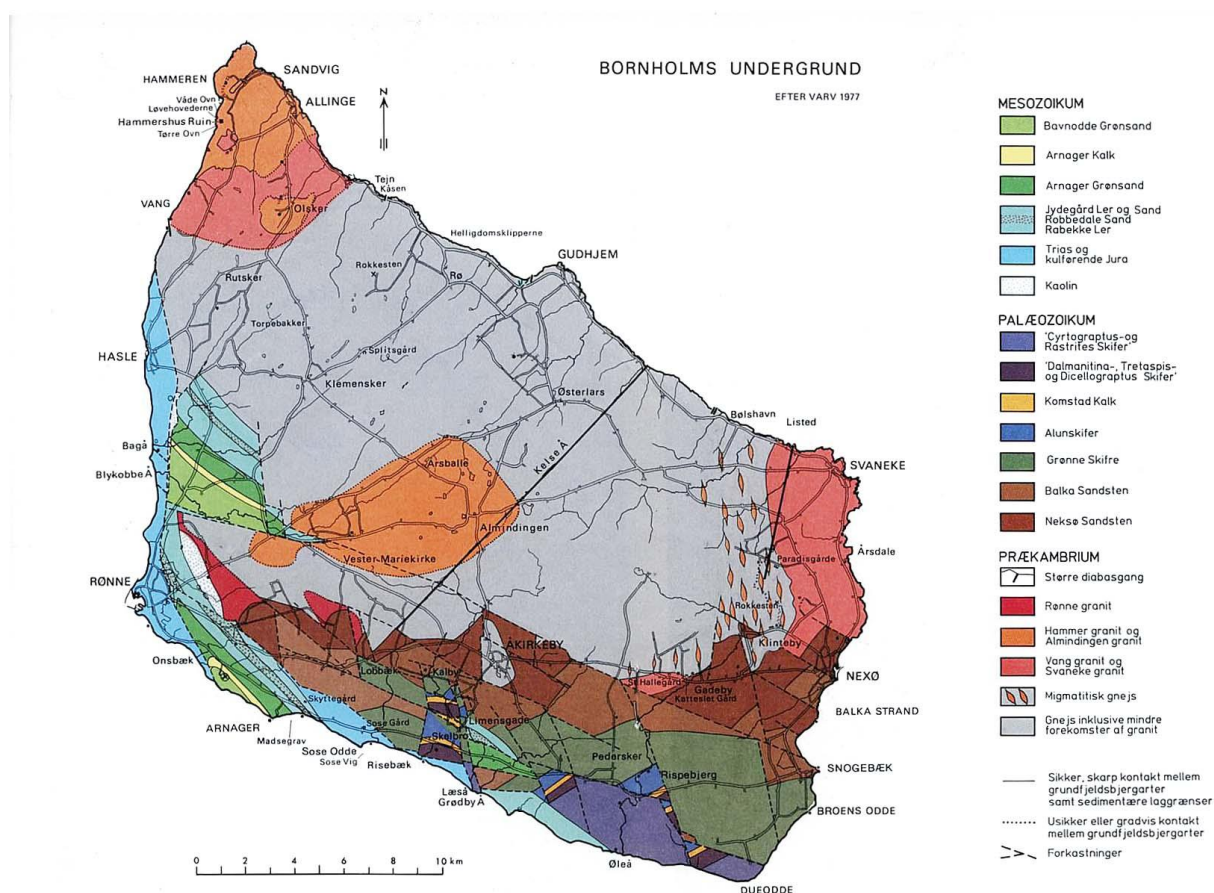 BORNHOLMS UNDERGRUND
EFTER VARV 1977
N
HAMMEREN
SANDVIG
Våde Ovn
Løvehovederne
ALLINGE
Hammershus Ruin
Tørre Ovn
Tejn
Kåsen
VANG
Olsker
Helligdomsklipperne
GUDHJEM
Rokkesten
Rø
Rutsker
Torpebakker
Splitsgård
HASLE
Klemensker
Østerlars
Bølshavn
Listed
Bagå
Blykobbe Å
Årsballe
Kelse Å
SVANEKE
Almindingen
Vester-Mariekirke
Paradisgårde
Årsdale
RØNNE
Rokkesten
Klinteby
ÅKIRKEBY
Onsbæk
Lobbæk
Kalby
St. Hallegård
Gadeby
Katteslet Gård
NEXØ
Skyttegård
BALKA STRAND
ARNAGER
Sose Gård
Limensgade
Madsegrav
Skelbro
Sose Odde
Sose Vig
Risebæk
Pedersker
Rispebjerg
SNOGEBÆK
Læså
Grødby Å
BROENS ODDE
Øleå
DUEODDE
0 2 4 6 8 10 km
MESOZOIKUM
Bavnodde Grønsand
Arnager Kalk
Arnager Grønsand
Jydegård Ler og Sand
Robbedale Sand
Rabekke Ler
Trias og
kulførende Jura
Kaolin
PALÆOZOIKUM
'Cyrtograptus-og
Rastrites Skifer'
'Dalmanitina-, Tretaspis-
og Dicellograptus Skifer'
Komstad Kalk
Alunskifer
Grønne Skifre
Balka Sandsten
Neksø Sandsten
PRÆKAMBRIUM
Større diabasgang
Rønne granit
Hammer granit og
Almindingen granit
Vang granit og
Svaneke granit
Migmatitisk gnejs
Gnejs inklusive mindre
forekomster af granit
Sikker, skarp kontakt mellem
grundfjeldsbjergarter
samt sedimentære laggrænser
Usikker eller gradvis kontakt
mellem grundfjeldsbjergarter
Forkastninger